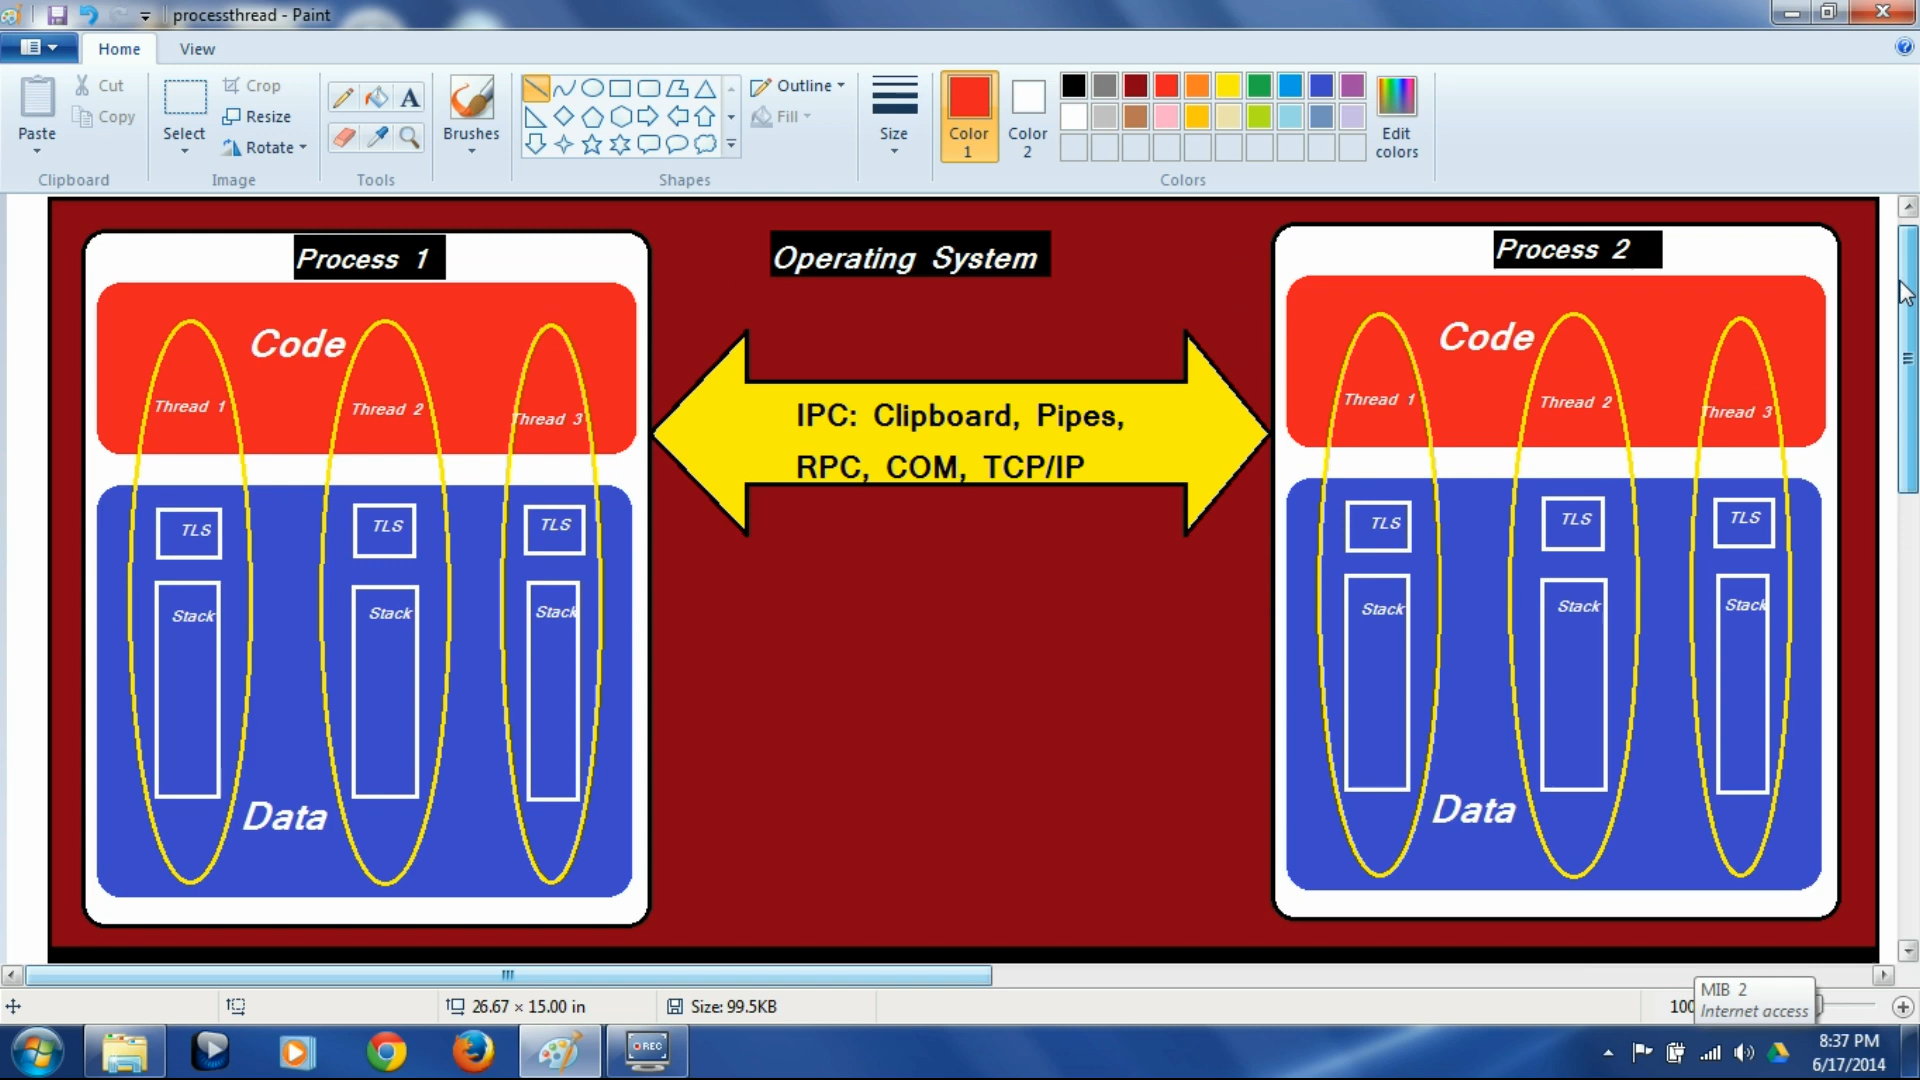 processthread - Paint
Home
View
Paste
Cut
Copy
Clipboard
Select
Crop
Resize
Rotate
Image
A
Tools
Brushes
Shapes
Outline
Fill
Size
Color
1
Color
2
Edit
colors
Colors
Process 1
Operating System
Process 2
Code
Thread 1
Thread 2
Thread 3
IPC: Clipboard, Pipes,
RPC, COM, TCP/IP
Code
Thread 1
Thread 2
Thread 3
TLS
TLS
TLS
Stack
Stack
Stack
Data
TLS
TLS
TLS
Stack
Stack
Stack
Data
26.67 × 15.00 in
Size: 99.5KB
100
MIB 2
Internet access
REC
8:37 PM
6/17/2014